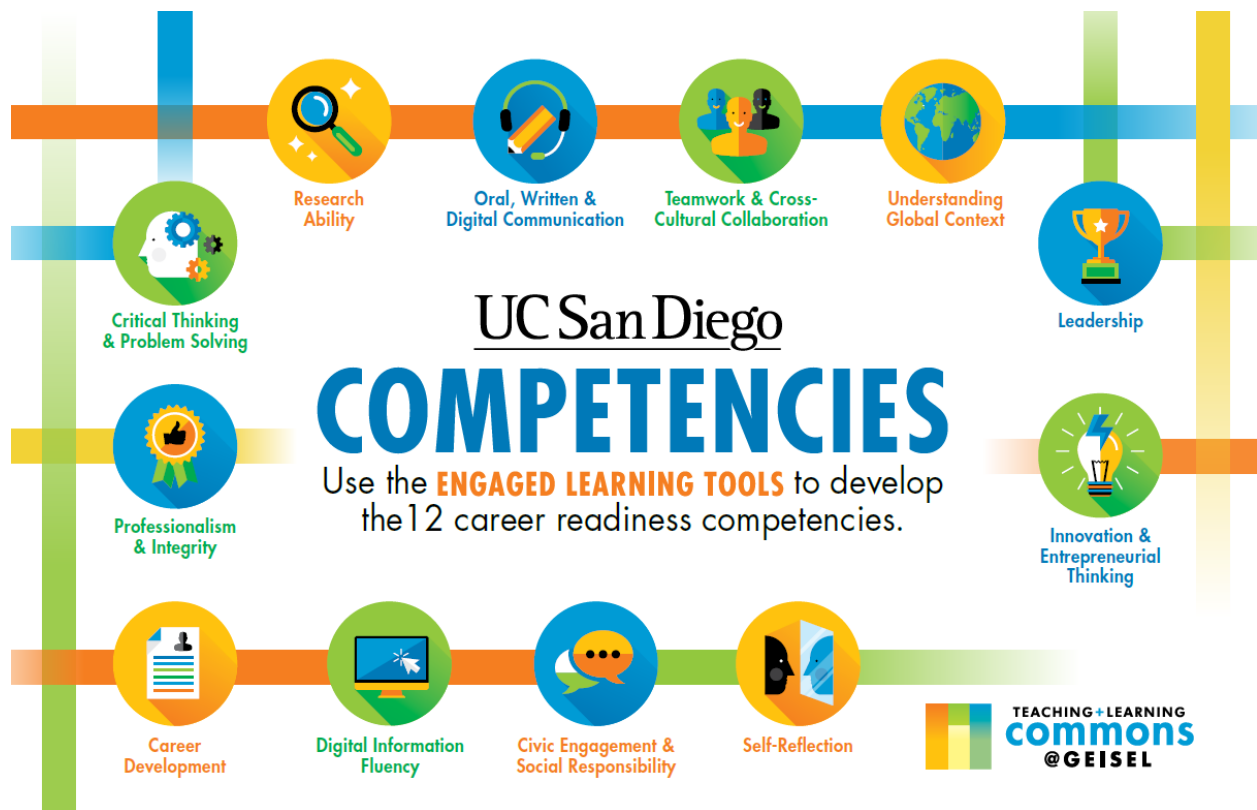 Research
Ability
Oral, Written &
Digital Communication
Teamwork & Cross-
Cultural Collaboration
Understanding
Global Context
Critical Thinking
& Problem Solving
Leadership
UC San Diego
COMPETENCIES
Use the ENGAGED LEARNING TOOLS to develop
the12 career readiness competencies.
Professionalism
& Integrity
Innovation &
Entrepreneurial
Thinking
Career
Development
Digital Information
Fluency
Civic Engagement &
Social Responsibility
Self-Reflection
TEACHING+LEARNING
commons
@GEISEL